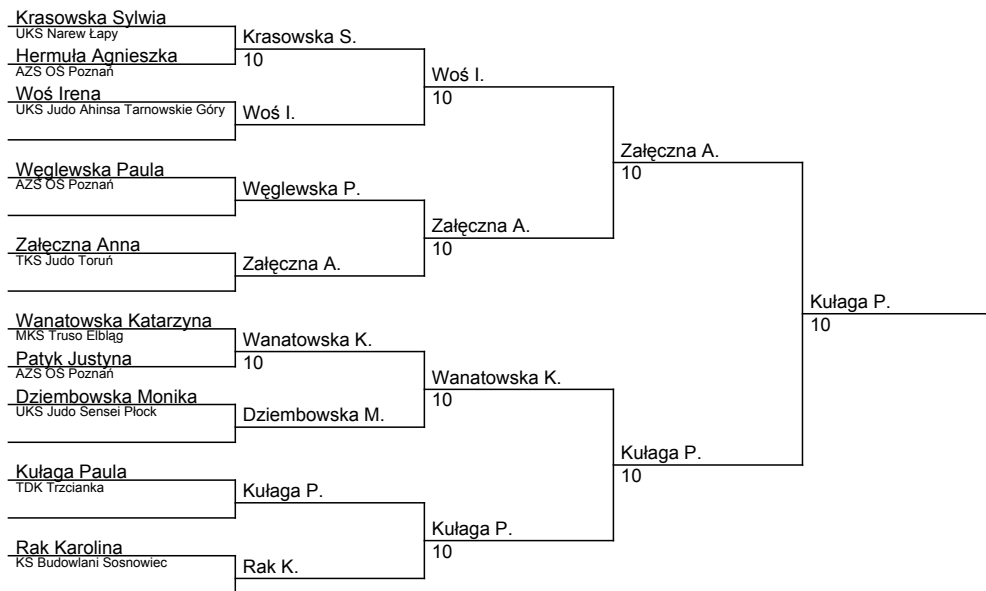 Krasowska Sylwia
UKS Narew Łapy
Hermuła Agnieszka
AZS OŚ Poznań
Woś Irena
UKS Judo Ahinsa Tarnowskie Góry
Węglewska Paula
AZS OŚ Poznań
Załęczna Anna
TKS Judo Toruń
Wanatowska Katarzyna
MKS Truso Elbląg
Patyk Justyna
AZS OŚ Poznań
Dziembowska Monika
UKS Judo Sensei Płock
Kułaga Paula
TDK Trzcianka
Rak Karolina
KS Budowlani Sosnowiec
Krasowska S.
10
Woś I.
Węglewska P.
Załęczna A.
Wanatowska K.
10
Dziembowska M.
Kułaga P.
Rak K.
Woś I.
10
Załęczna A.
10
Wanatowska K.
10
Kułaga P.
10
Załęczna A.
10
Kułaga P.
10
Kułaga P.
10